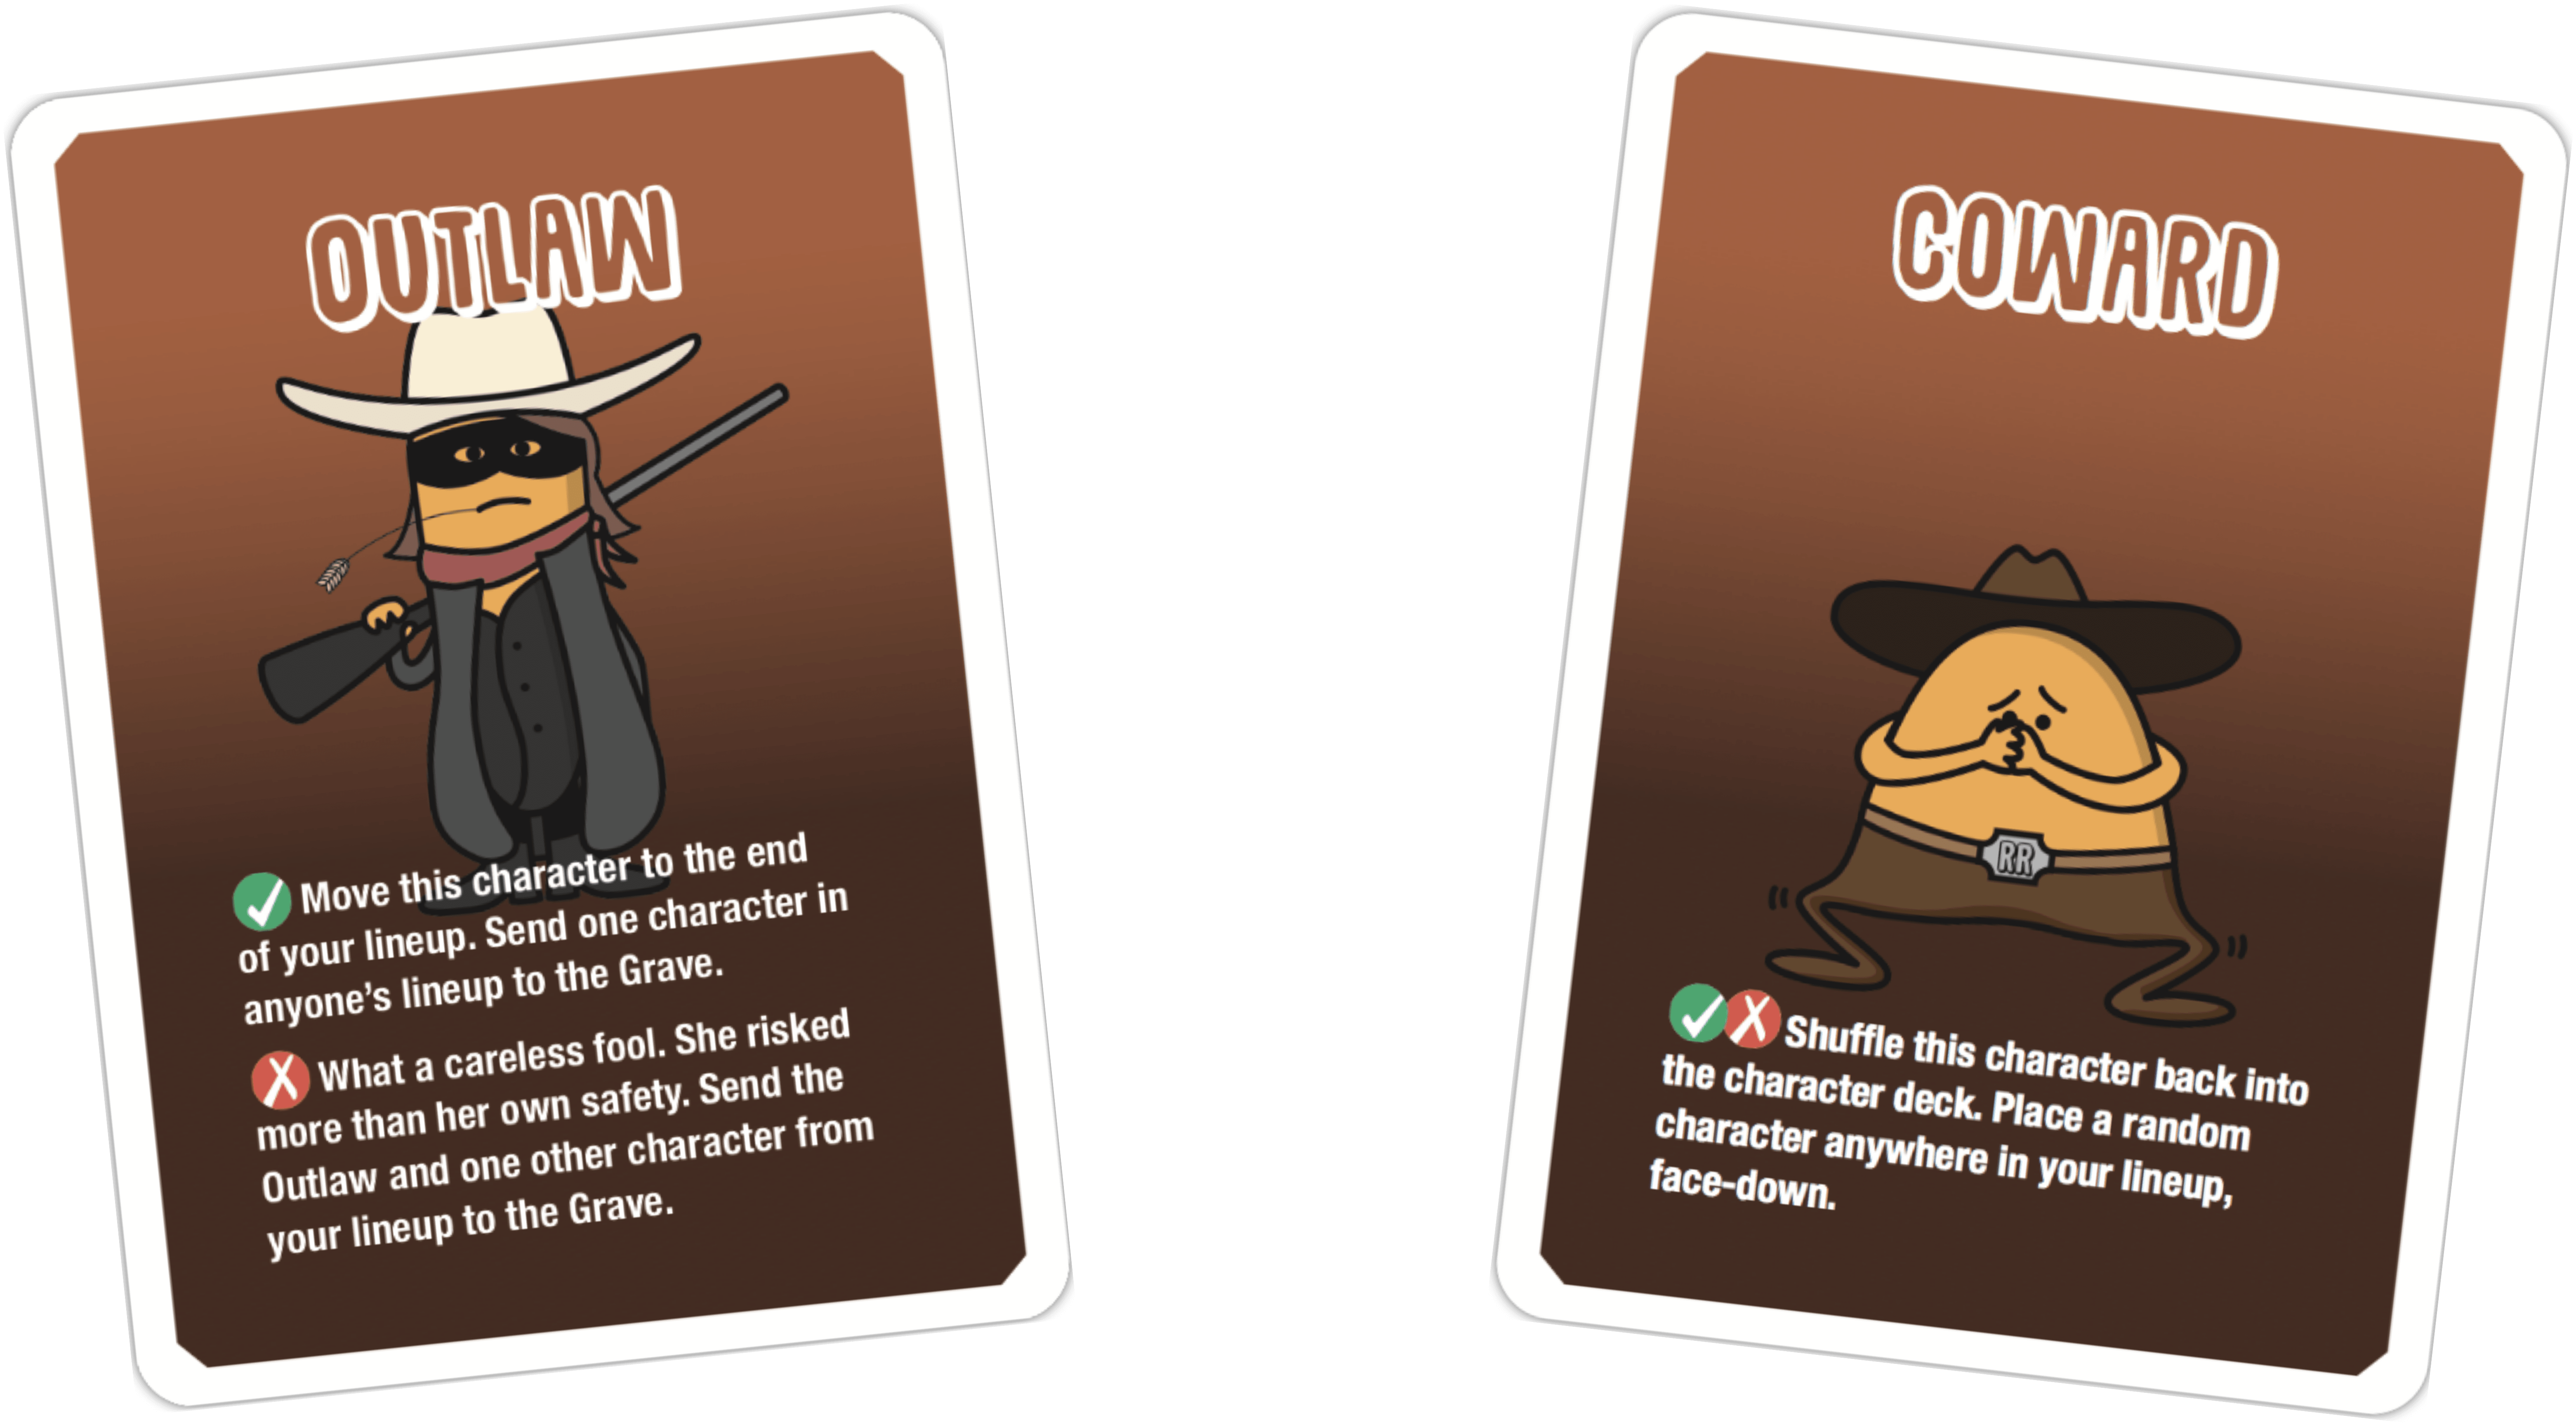 OUTLAW
Move this character to the end
of your lineup. Send one character in
anyone's lineup to the Grave.
What a careless fool. She risked
more than her own safety. Send the
Outlaw and one other character from
your lineup to the Grave.
COWARD
RR
Shuffle this character back into
the character deck. Place a random
character anywhere in your lineup,
face-down.